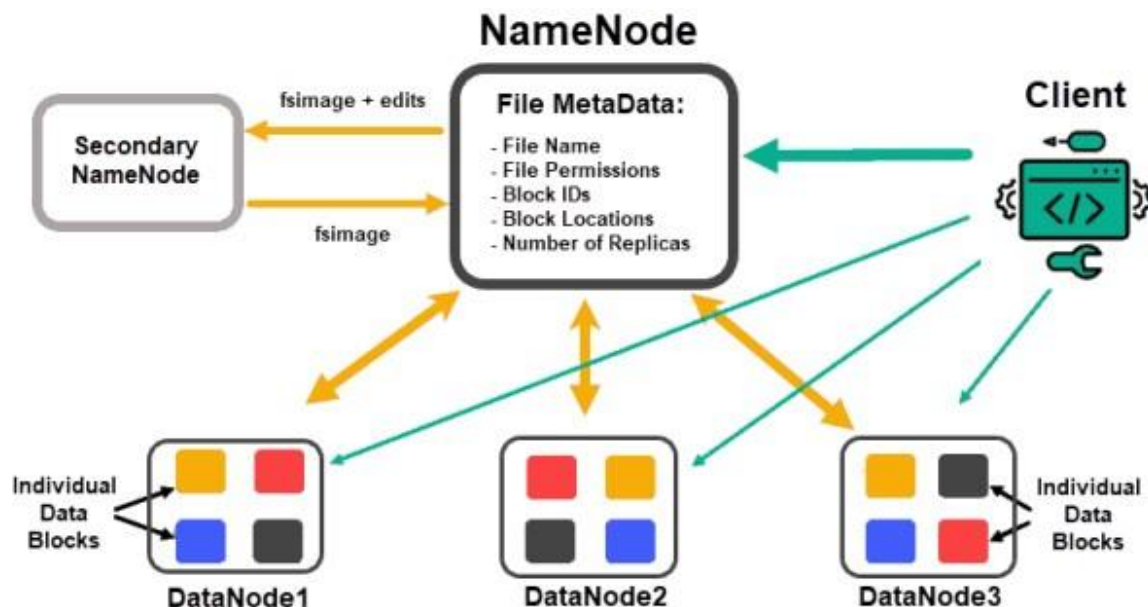 NameNode
fsimage + edits
File MetaData:
Client
Secondary
NameNode
- File Name
- File Permissions
- Block IDs
- Block Locations
- Number of Replicas
</>
fsimage
Individual
Data
Blocks
Individual
Data
Blocks
DataNode1
DataNode2
DataNode3